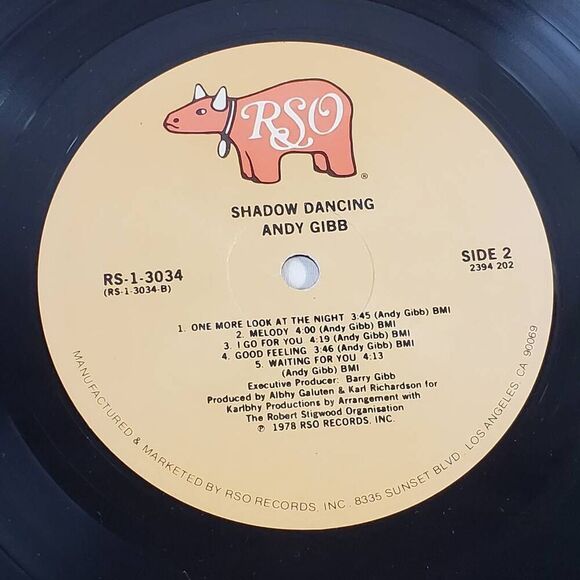 RSO
®
SHADOW DANCING
ANDY GIBB
RS-1-3034
(RS-1-3034-B)
SIDE 2
2394 202
1. ONE MORE LOOK AT THE NIGHT 3:45 (Andy Gibb) BMI
2. MELODY 4:00 (Andy Gibb) BMI
3. I GO FOR YOU 4:19 (Andy Gibb) BMI
4. GOOD FEELING 3:46 (Andy Gibb) BMI
5. WAITING FOR YOU 4:13
(Andy Gibb) BMI
Executive Producer: Barry Gibb
Produced by Albhy Galuten & Karl Richardson for
Karlbhy Productions by Arrangement with
The Robert Stigwood Organisation
℗ 1978 RSO RECORDS, INC.
MANUFACTURED & MARKETED BY RSO RECORDS, INC. 8335 SUNSET BLVD. LOS ANGELES, CA 90069